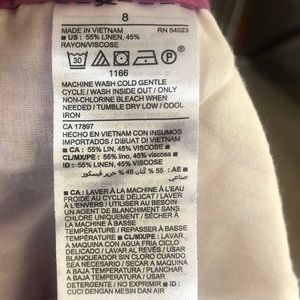 8
MADE IN VIETNAM RN 54023
■ US : 55% LINEN, 45%
RAYON/VISCOSE
30
1166
MACHINE WASH COLD GENTLE
CYCLE / WASH INSIDE OUT / ONLY
NON-CHLORINE BLEACH WHEN
NEEDED / TUMBLE DRY LOW / COOL
IRON
CA 17897
HECHO EN VIETNAM CON INSUMOS
IMPORTADOS / DIBUAT DI VIETNAM
■ CA : 55% LIN, 45% VISCOSE ■
CL/MX/PE : 55% lino, 45% viscosa
■ ID : 55% LINEN, 45% VISCOSE
■ CA : LAVER À LA MACHINE À L'EAU
FROIDE AU CYCLE DÉLICAT / LAVER
À L'ENVERS / UTILISER AU BESOIN
UN AGENT DE BLANCHIMENT SANS
CHLORE UNIQUEMENT / SÉCHER À
LA MACHINE À BASSE
TEMPÉRATURE / REPASSER À BASSE
TEMPÉRATURE ■ CL/MX/PE : LAVAR
A MAQUINA CON AGUA FRIA CICLO
DELICADO / LAVAR AL REVES / USAR
BLANQUEADOR SIN CLORO CUANDO
SEA NECESARIO / SECAR A MAQUINA
A BAJA TEMPERATURA / PLANCHAR
A BAJA TEMPERATURA / USAR
DETERGENTE / NO EXPRIMIR ■ ID :
CUCI DENGAN MESIN DAN AIR